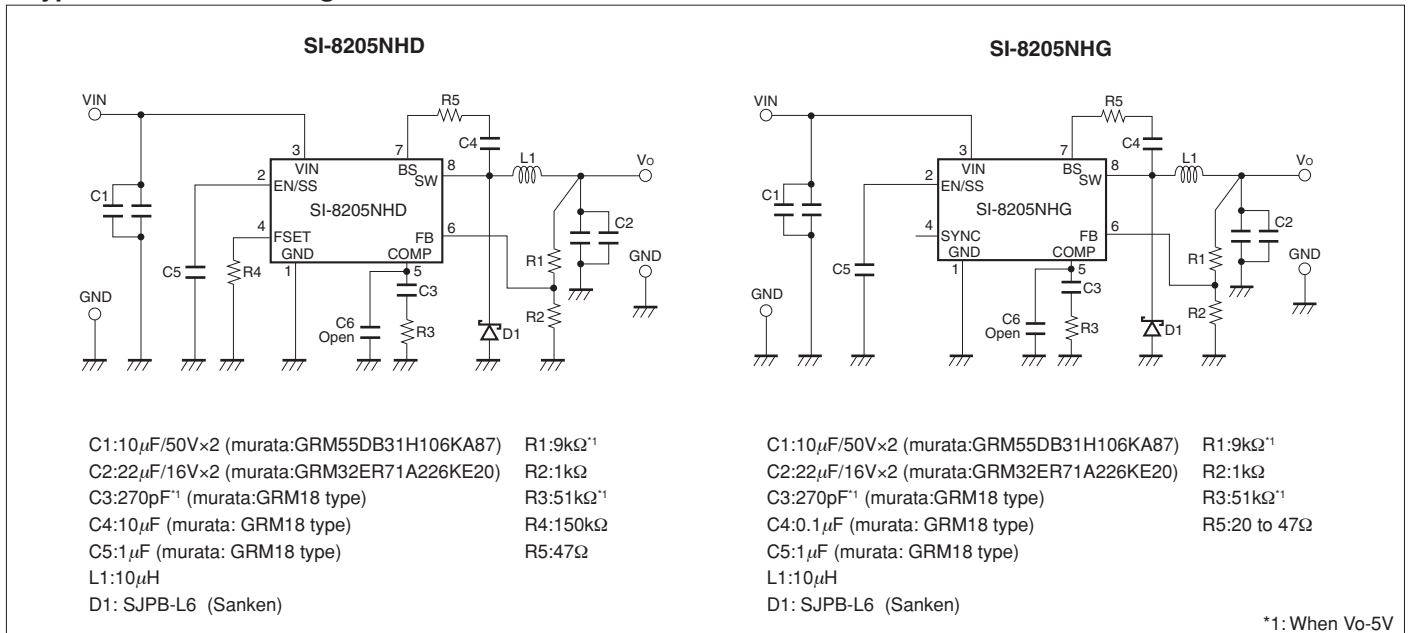 SI-8205NHD
VIN
R5
C4
3
7
VIN
BS
SW
8
L1
VO
2
EN/SS
C1
SI-8205NHD
C2
4
FSET
FB
6
GND
COMP
R1
GND
C5
R4
1
5
C3
GND
R2
C6
Open
R3
D1
C1:10µF/50V×2 (murata:GRM55DB31H106KA87) R1:9kΩ*1
C2:22µF/16V×2 (murata:GRM32ER71A226KE20) R2:1kΩ
C3:270pF*1 (murata:GRM18 type) R3:51kΩ*1
C4:10µF (murata: GRM18 type) R4:150kΩ
C5:1µF (murata: GRM18 type) R5:47Ω
L1:10µH
D1: SJPB-L6 (Sanken)
SI-8205NHG
VIN
R5
C4
3
7
VIN
BS
SW
8
L1
VO
2
EN/SS
C1
SI-8205NHG
C2
4
SYNC
FB
6
GND
COMP
R1
GND
C5
1
5
C3
GND
R2
C6
Open
R3
D1
C1:10µF/50V×2 (murata:GRM55DB31H106KA87) R1:9kΩ*1
C2:22µF/16V×2 (murata:GRM32ER71A226KE20) R2:1kΩ
C3:270pF*1 (murata:GRM18 type) R3:51kΩ*1
C4:0.1µF (murata: GRM18 type) R5:20 to 47Ω
C5:1µF (murata: GRM18 type)
L1:10µH
D1: SJPB-L6 (Sanken)
*1: When Vo-5V